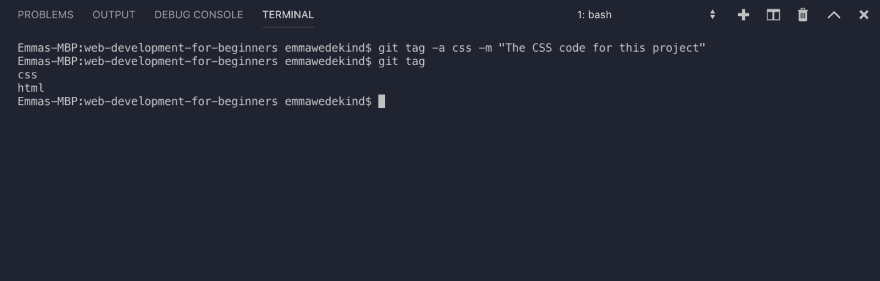 PROBLEMS OUTPUT DEBUG CONSOLE TERMINAL 1: bash
Emmas-MBP:web-development-for-beginners emmawedekind$ git tag -a css -m "The CSS code for this project"
Emmas-MBP:web-development-for-beginners emmawedekind$ git tag
css
html
Emmas-MBP:web-development-for-beginners emmawedekind$